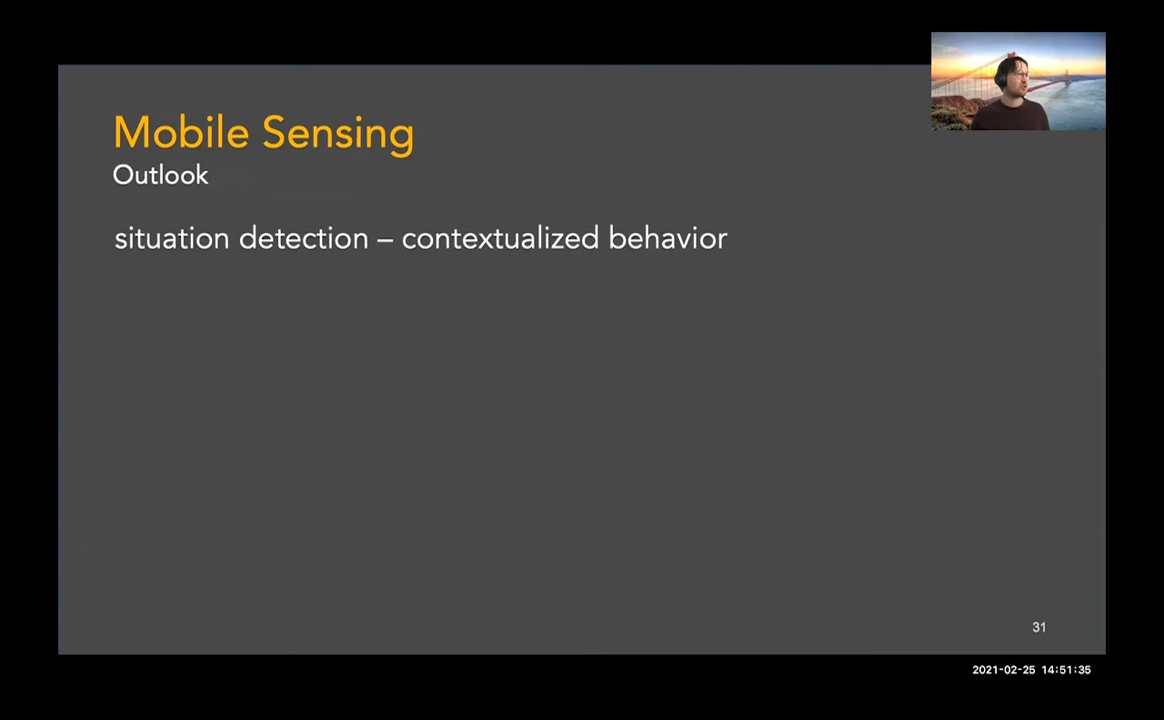 Mobile Sensing
Outlook
situation detection – contextualized behavior
31
2021-02-25 14:51:35